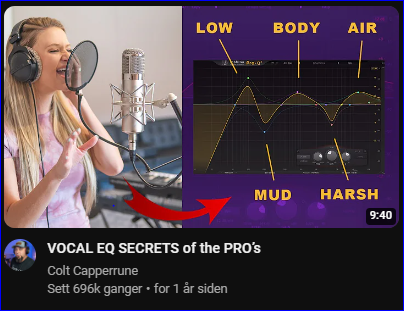 LOW BODY AIR
MUD HARSH
9:40
VOCAL EQ SECRETS of the PRO's
Colt Capperrune
Sett 696k ganger • for 1 år siden